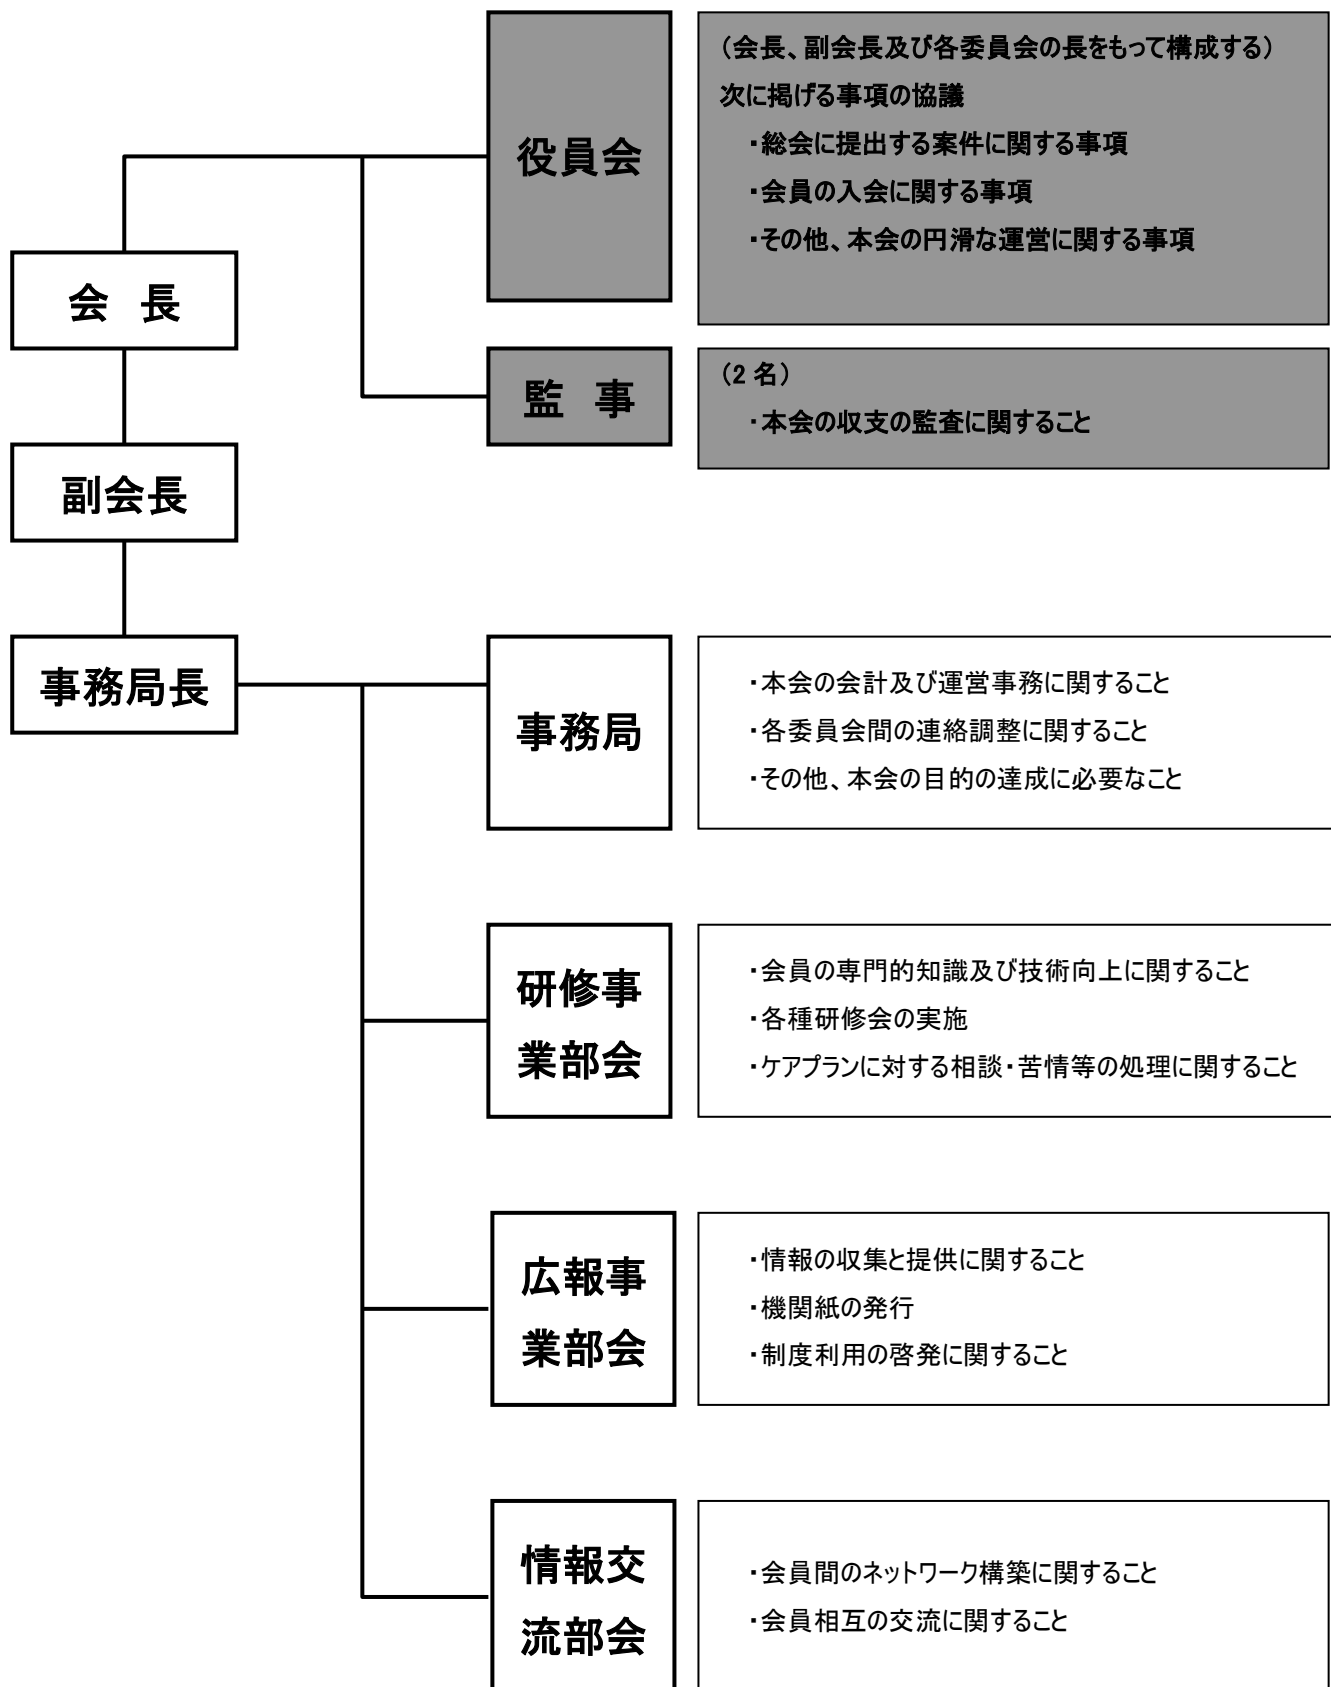 役員会
（会長、副会長及び各委員会の長をもって構成する）
次に掲げる事項の協議
・総会に提出する案件に関する事項
・会員の入会に関する事項
・その他、本会の円滑な運営に関する事項
会　長
監　事
（2 名）
・本会の収支の監査に関すること
副会長
事務局長
事務局
・本会の会計及び運営事務に関すること
・各委員会間の連絡調整に関すること
・その他、本会の目的の達成に必要なこと
研修事
業部会
・会員の専門的知識及び技術向上に関すること
・各種研修会の実施
・ケアプランに対する相談・苦情等の処理に関すること
広報事
業部会
・情報の収集と提供に関すること
・機関紙の発行
・制度利用の啓発に関すること
情報交
流部会
・会員間のネットワーク構築に関すること
・会員相互の交流に関すること